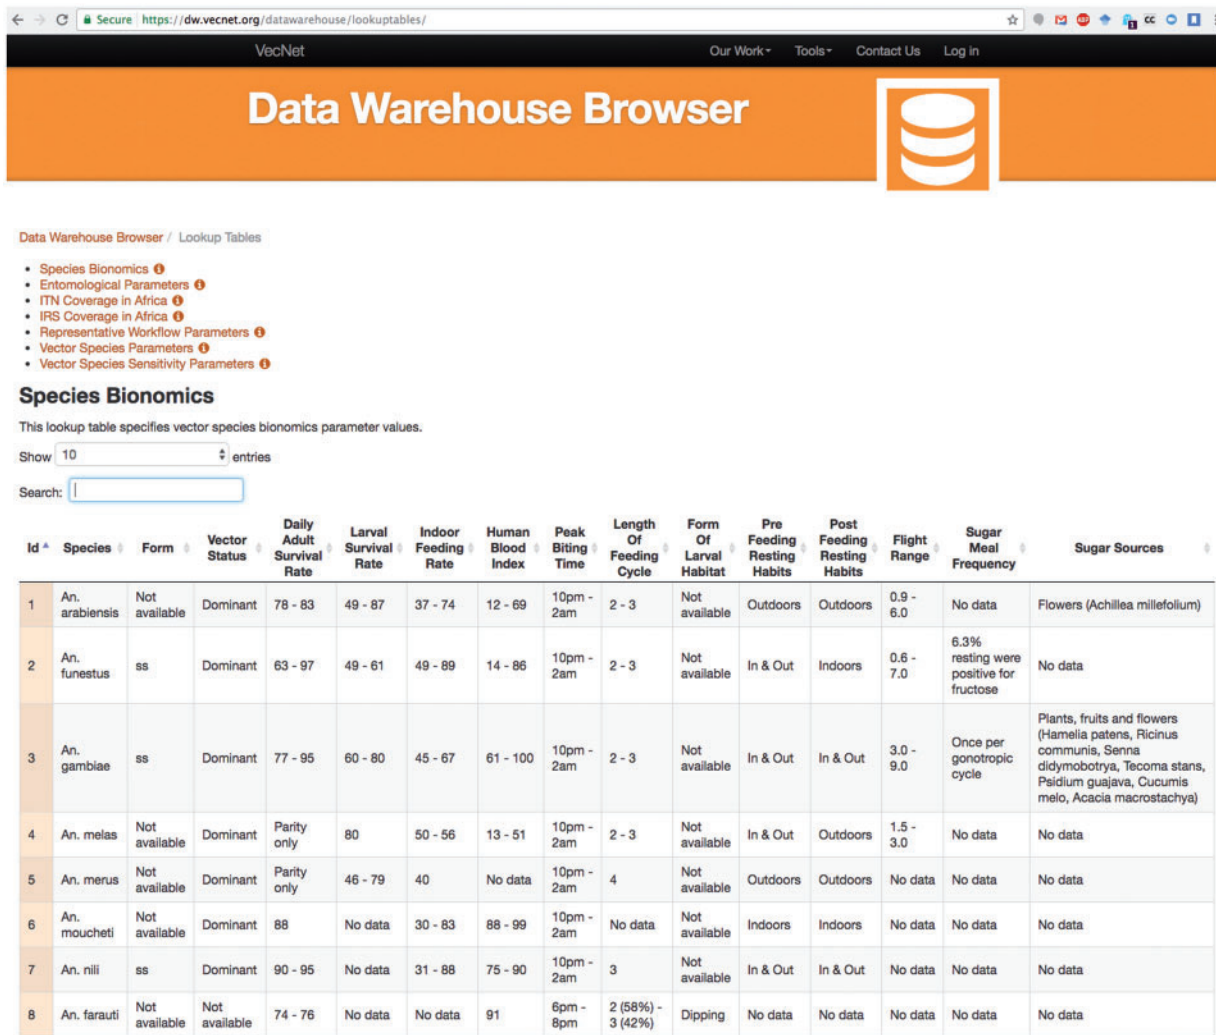 Secure https://dw.vecnet.org/datawarehouse/lookuptables/
VecNet Our Work Tools Contact Us Log in
Data Warehouse Browser
Data Warehouse Browser / Lookup Tables
• Species Bionomics
• Entomological Parameters
• ITN Coverage in Africa
• IRS Coverage in Africa
• Representative Workflow Parameters
• Vector Species Parameters
• Vector Species Sensitivity Parameters
Species Bionomics
This lookup table specifies vector species bionomics parameter values.
Show 10 entries
Search:
Id Species Form Vector Status Daily Adult Survival Rate Larval Survival Rate Indoor Feeding Rate Human Blood Index Peak Biting Time Length Of Feeding Cycle Form Of Larval Habitat Pre Feeding Resting Habits Post Feeding Resting Habits Flight Range Sugar Meal Frequency Sugar Sources
1 An. arabiensis Not available Dominant 78 - 83 49 - 87 37 - 74 12 - 69 10pm - 2am 2 - 3 Not available Outdoors Outdoors 0.9 - 6.0 No data Flowers (Achillea millefolium)
2 An. funestus ss Dominant 63 - 97 49 - 61 49 - 89 14 - 86 10pm - 2am 2 - 3 Not available In & Out Indoors 0.6 - 7.0 6.3% resting were positive for fructose No data
3 An. gambiae ss Dominant 77 - 95 60 - 80 45 - 67 61 - 100 10pm - 2am 2 - 3 Not available In & Out In & Out 3.0 - 9.0 Once per gonotropic cycle Plants, fruits and flowers (Hamelia patens, Ricinus communis, Senna didymobotrya, Tecoma stans, Psidium guajava, Cucumis melo, Acacia macrostachya)
4 An. melas Not available Dominant Parity only 80 50 - 56 13 - 51 10pm - 2am 2 - 3 Not available In & Out Outdoors 1.5 - 3.0 No data No data
5 An. merus Not available Dominant Parity only 46 - 79 40 No data 10pm - 2am 4 Not available Outdoors Outdoors No data No data No data
6 An. moucheti Not available Dominant 88 No data 30 - 83 88 - 99 10pm - 2am No data Not available Indoors Indoors No data No data No data
7 An. nili ss Dominant 90 - 95 No data 31 - 88 75 - 90 10pm - 2am 3 Not available In & Out In & Out No data No data No data
8 An. farauti Not available Not available 74 - 76 No data No data 91 6pm - 8pm 2 (58%) - 3 (42%) Dipping No data No data No data No data No data